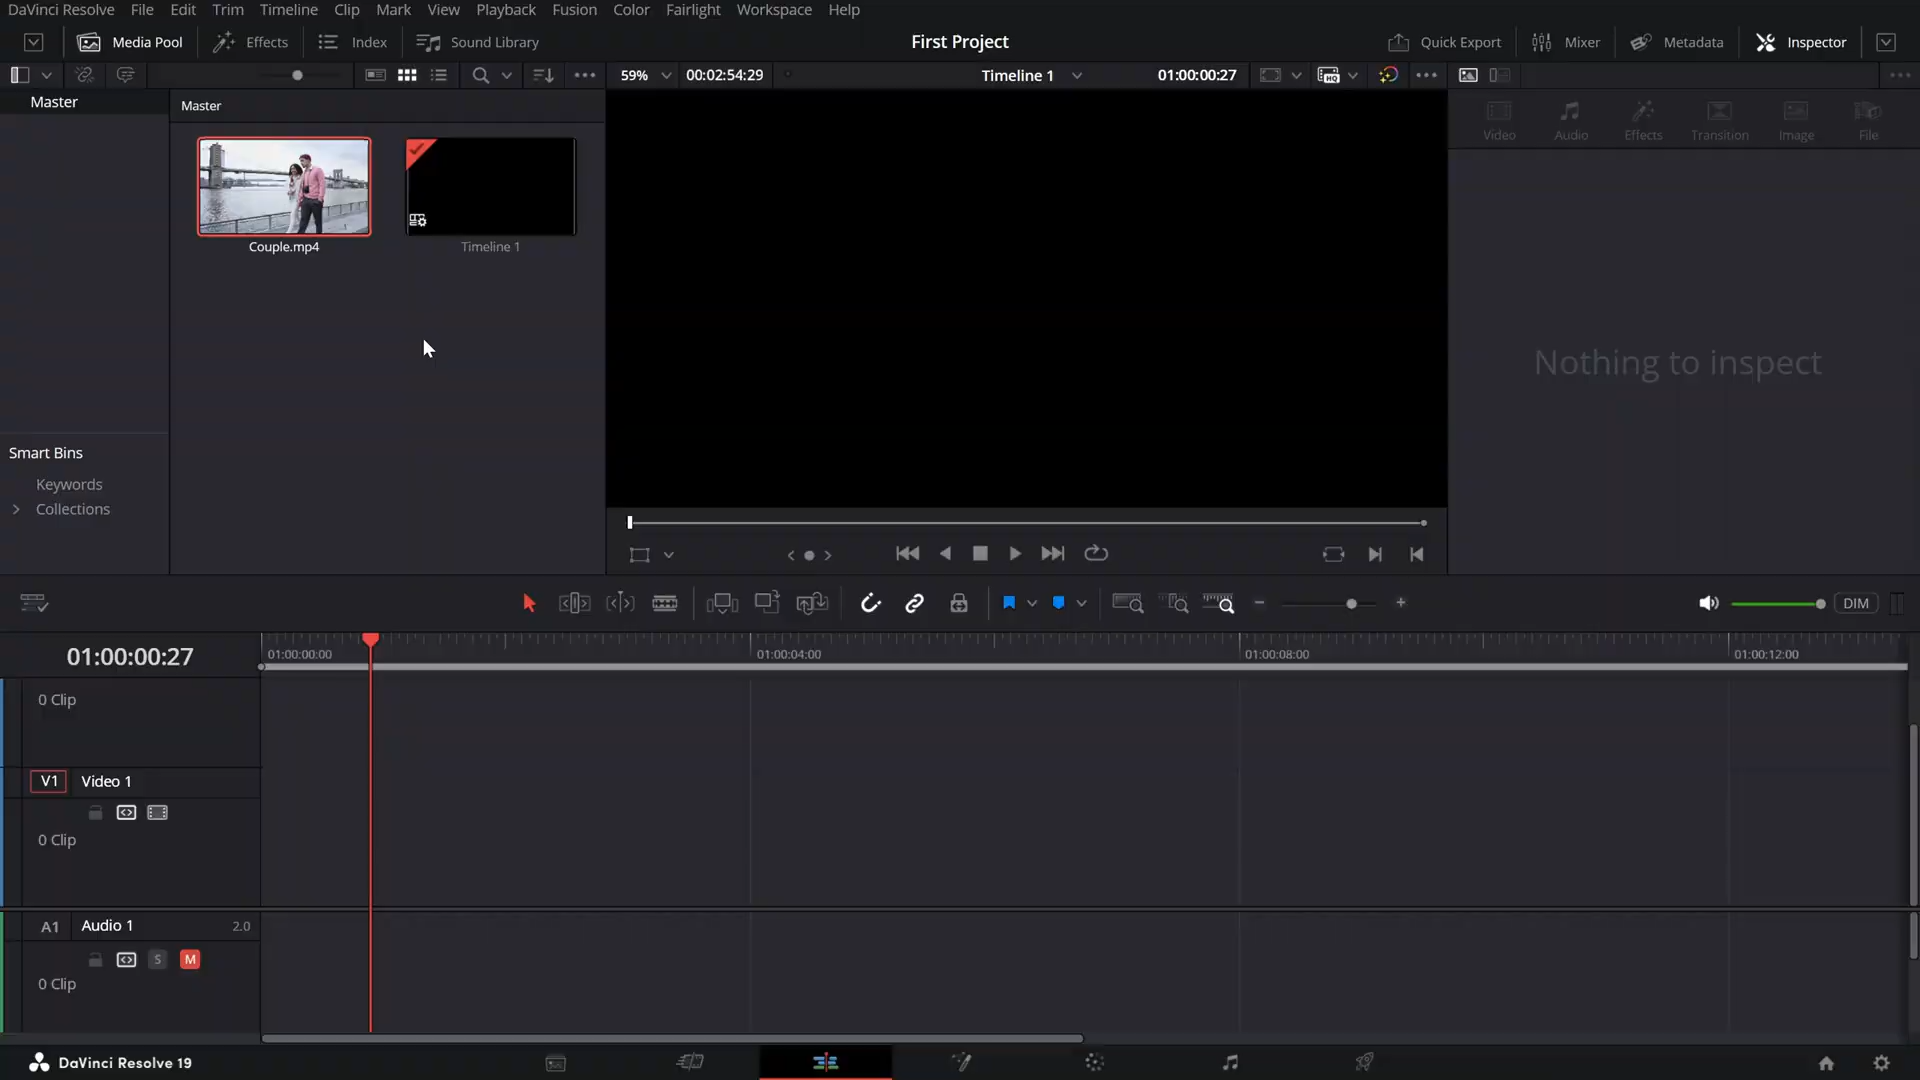 DaVinci Resolve File Edit Trim Timeline Clip Mark View Playback Fusion Color Fairlight Workspace Help
Media Pool Effects Index Sound Library First Project Quick Export Mixer Metadata Inspector
59% 00:02:54:29 Timeline 1 01:00:00:27
Master Master
Video Audio Effects Transition Image File
Couple.mp4 Timeline 1
Nothing to inspect
Smart Bins
Keywords
Collections
DIM
01:00:00:27 01:00:00:00 01:00:04:00 01:00:08:00 01:00:12:00
0 Clip
V1 Video 1
0 Clip
A1 Audio 1 2.0
S M
0 Clip
DaVinci Resolve 19